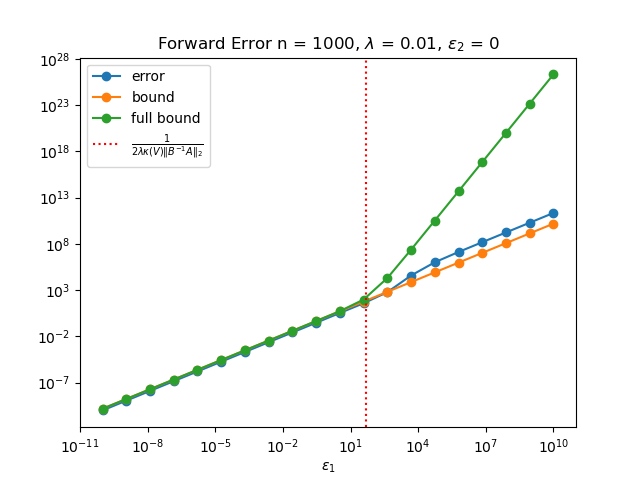 Forward Error n = 1000, λ = 0.01, ε₂ = 0
error
bound
full bound
1/(2λκ(V)‖B⁻¹A‖₂)
10²⁸
10²³
10¹⁸
10¹³
10⁸
10³
10⁻²
10⁻⁷
10⁻¹¹ 10⁻⁸ 10⁻⁵ 10⁻² 10¹ 10⁴ 10⁷ 10¹⁰
ε₁